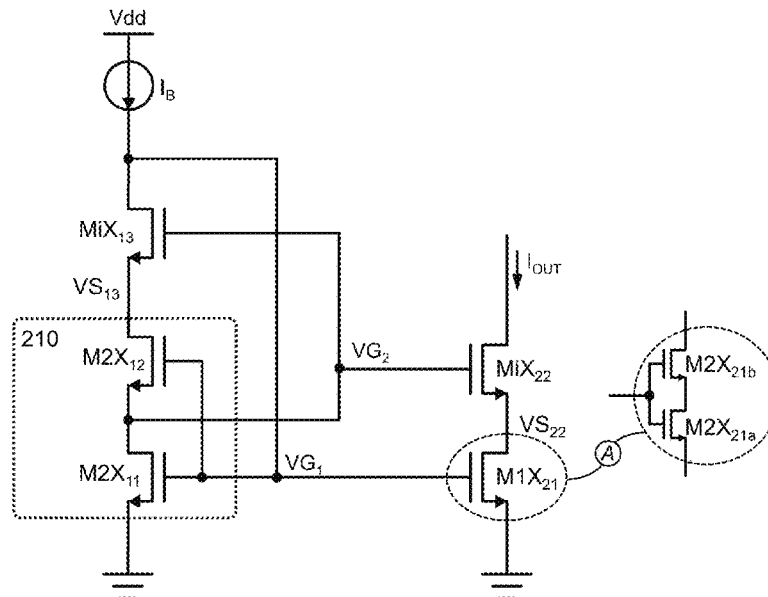 Vdd
I_B
MiX_13
VS_13
210
M2X_12
M2X_11
VG_1
VG_2
I_OUT
MiX_22
VS_22
M1X_21
A
M2X_21b
M2X_21a